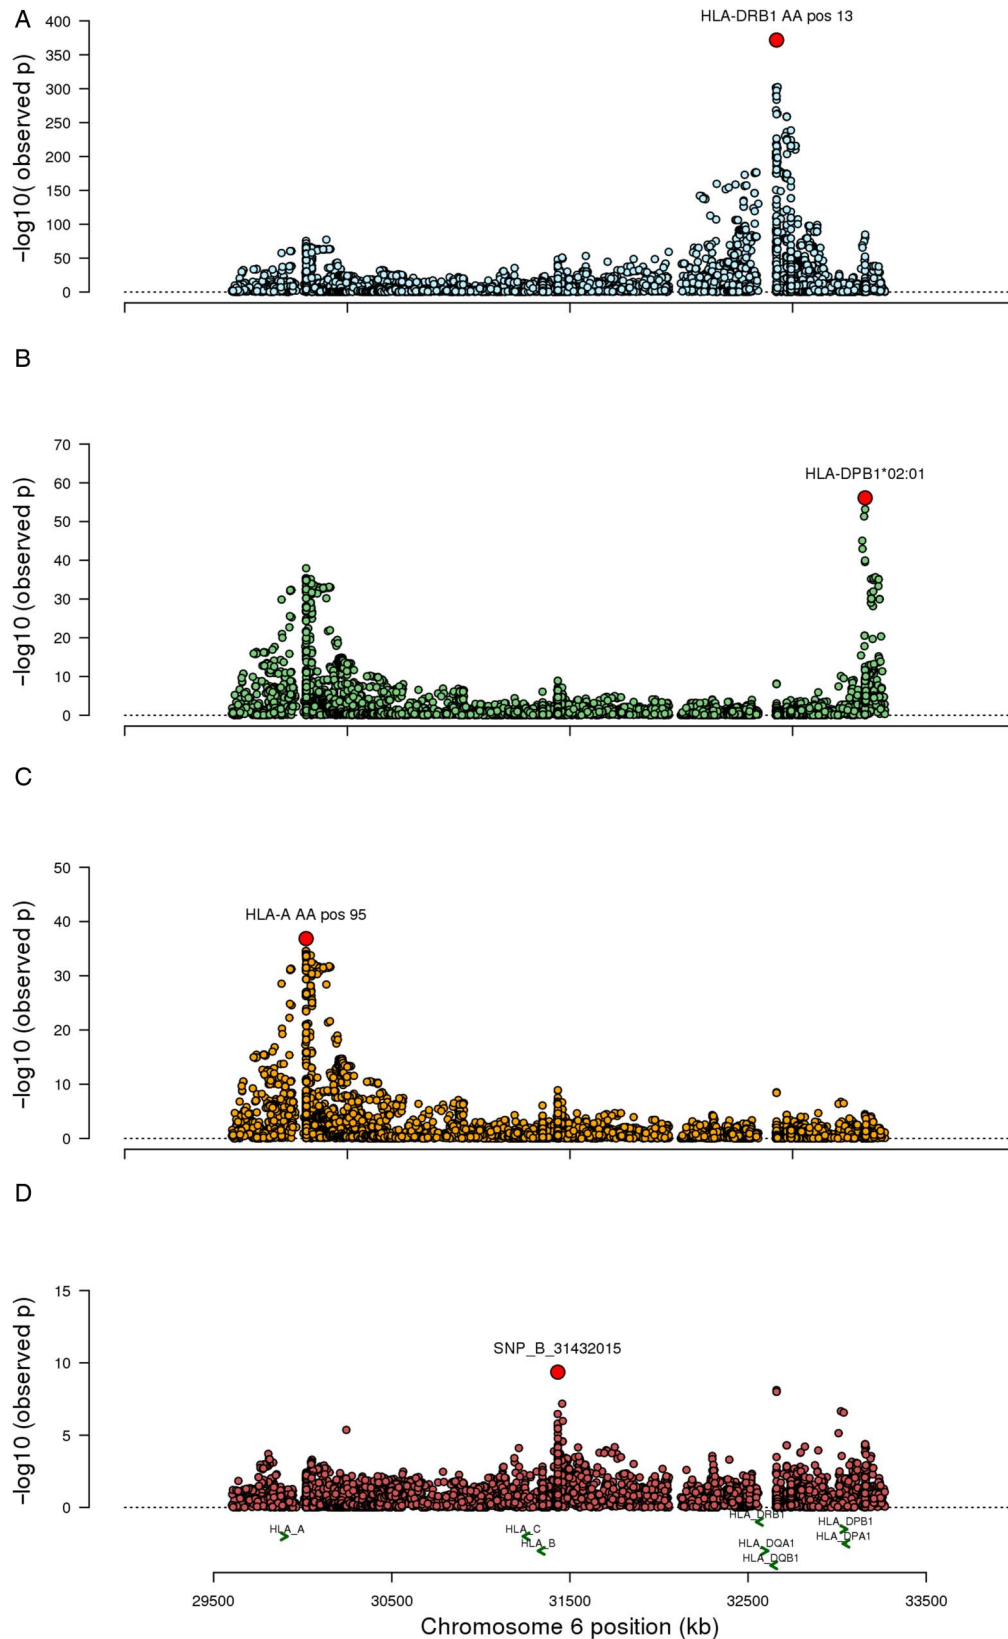 A
HLA-DRB1 AA pos 13
−log10( observed p)
400
350
300
250
200
150
100
50
0
B
HLA-DPB1*02:01
−log10 (observed p)
70
60
50
40
30
20
10
0
C
HLA-A AA pos 95
−log10 (observed p)
50
40
30
20
10
0
D
SNP_B_31432015
−log10 (observed p)
15
10
5
0
HLA_DRB1
HLA_A HLA_C HLA_DPB1
HLA_B HLA_DQA1 HLA_DPA1
HLA_DQB1
29500 30500 31500 32500 33500
Chromosome 6 position (kb)